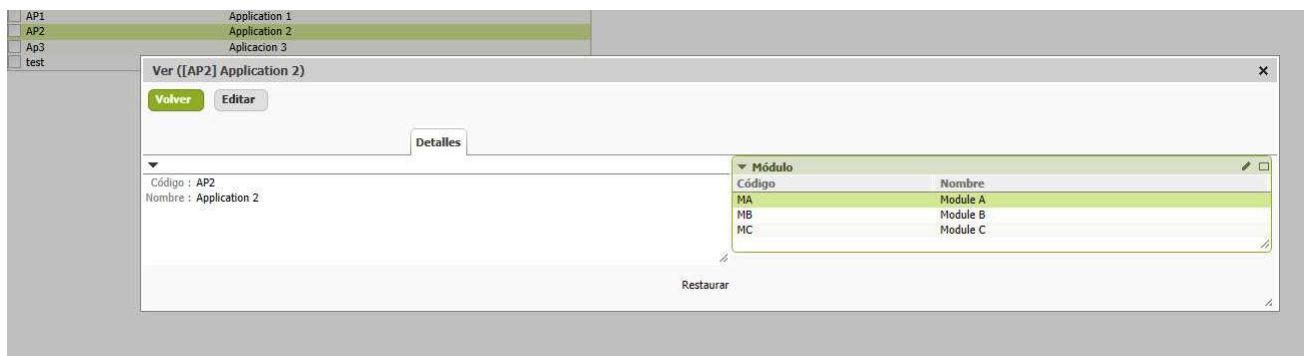 AP1 Application 1
AP2 Application 2
Ap3 Aplicacion 3
test
Ver ([AP2] Application 2)
Volver Editar
Detalles
Código : AP2
Nombre : Application 2
Módulo
Código Nombre
MA Module A
MB Module B
MC Module C
Restaurar